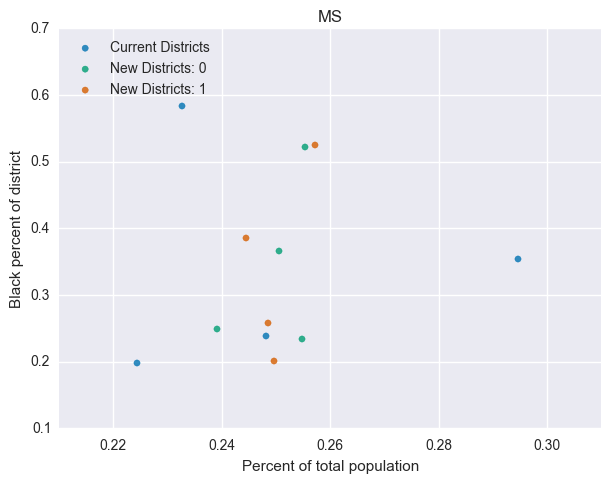 MS
0.7
0.6
0.5
0.4
0.3
0.2
0.1
Black percent of district
Current Districts
New Districts: 0
New Districts: 1
0.22 0.24 0.26 0.28 0.30
Percent of total population